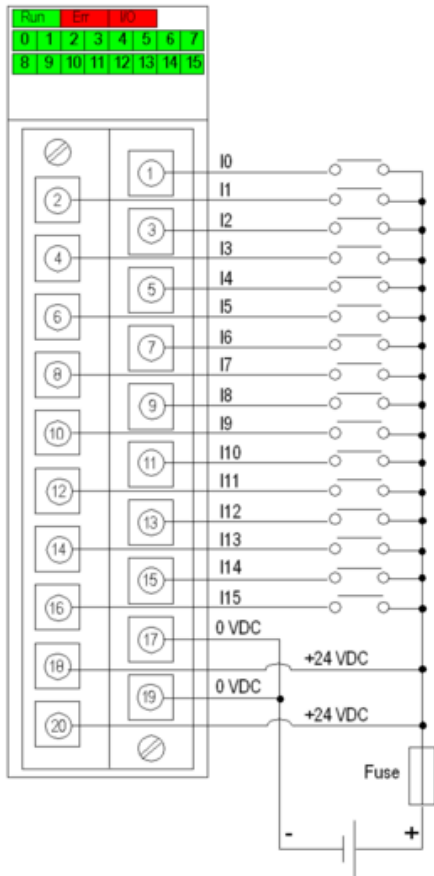 Run Err I/O
0 1 2 3 4 5 6 7
8 9 10 11 12 13 14 15
1 I0
2 I1
3 I2
4 I3
5 I4
6 I5
7 I6
8 I7
9 I8
10 I9
11 I10
12 I11
13 I12
14 I13
15 I14
16 I15
17 0 VDC
18 +24 VDC
19 0 VDC
20 +24 VDC
Fuse
- +